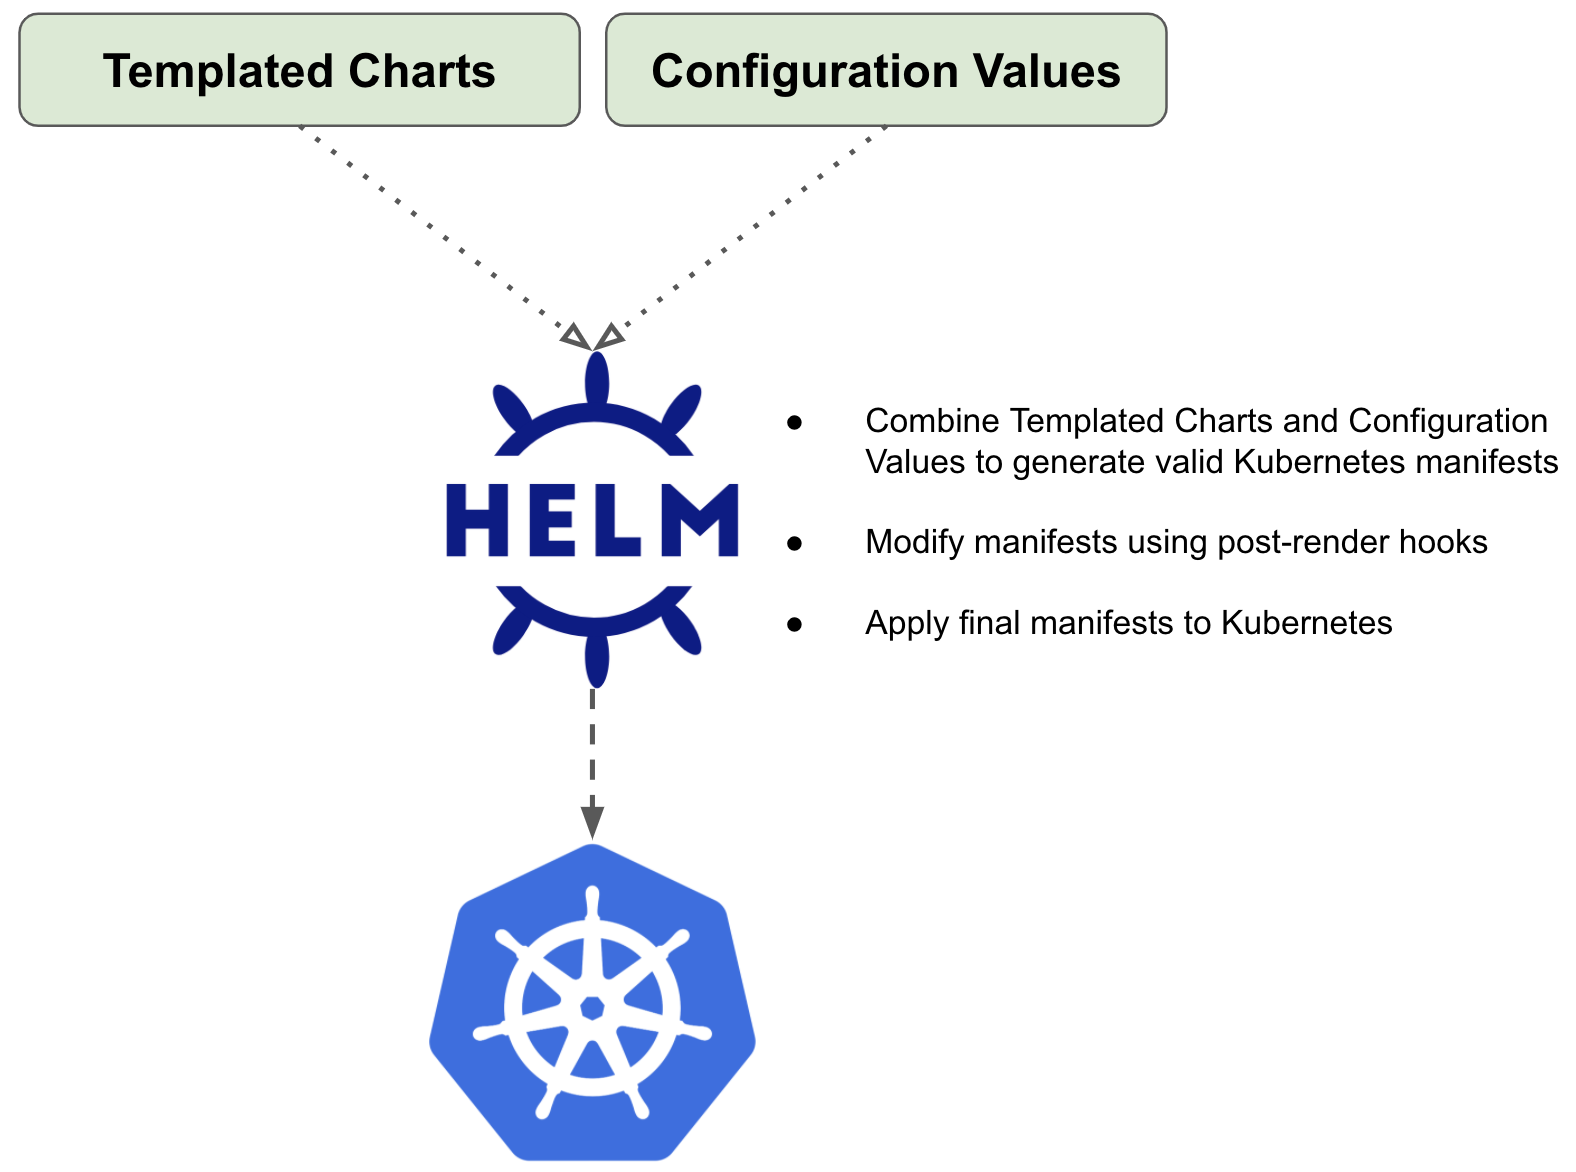 Templated Charts
Configuration Values
HELM
● Combine Templated Charts and Configuration
Values to generate valid Kubernetes manifests
● Modify manifests using post-render hooks
● Apply final manifests to Kubernetes